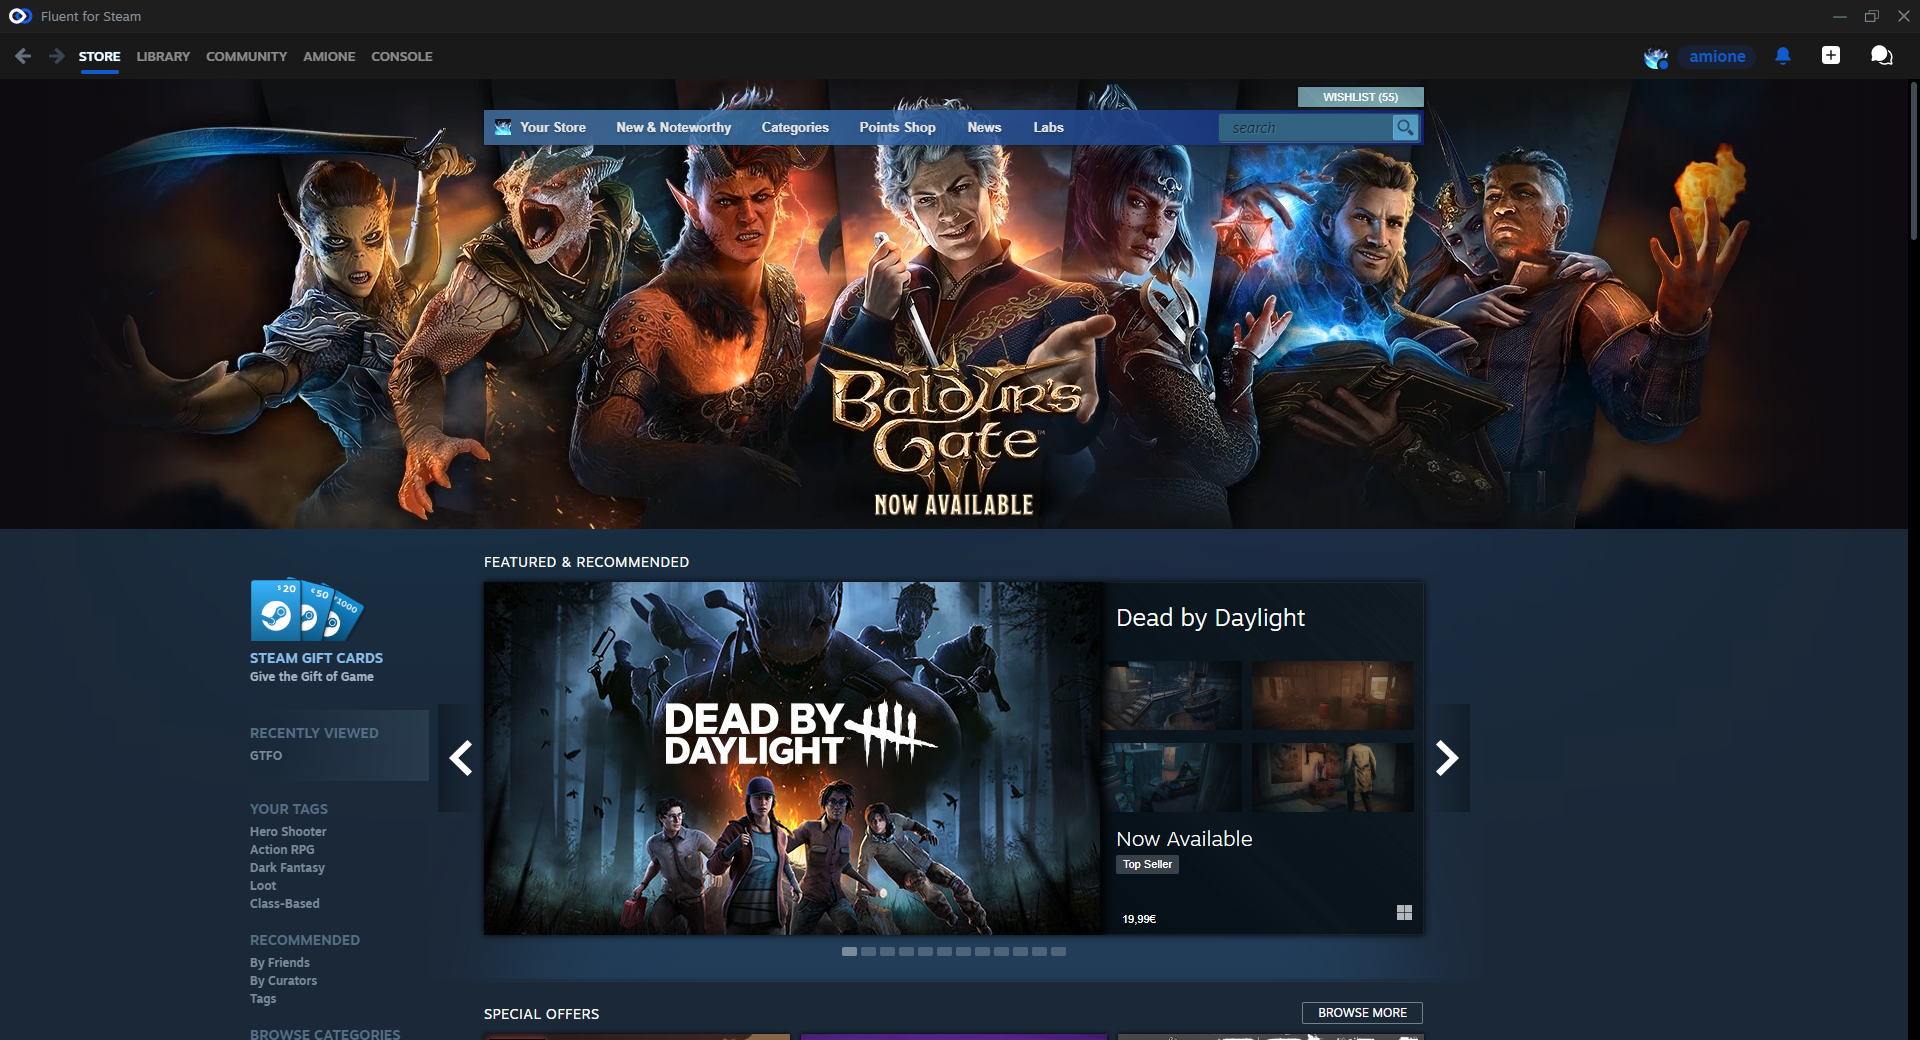 Fluent for Steam
STORE LIBRARY COMMUNITY AMIONE CONSOLE
amione
WISHLIST (55)
Your Store New & Noteworthy Categories Points Shop News Labs search
BALDUR'S
GATE
III
NOW AVAILABLE
FEATURED & RECOMMENDED
$20 €50 ¥1000
STEAM GIFT CARDS
Give the Gift of Game
RECENTLY VIEWED
GTFO
YOUR TAGS
Hero Shooter
Action RPG
Dark Fantasy
Loot
Class-Based
RECOMMENDED
By Friends
By Curators
Tags
BROWSE CATEGORIES
DEAD BY
DAYLIGHT™
Dead by Daylight
Now Available
Top Seller
19,99€
SPECIAL OFFERS
BROWSE MORE